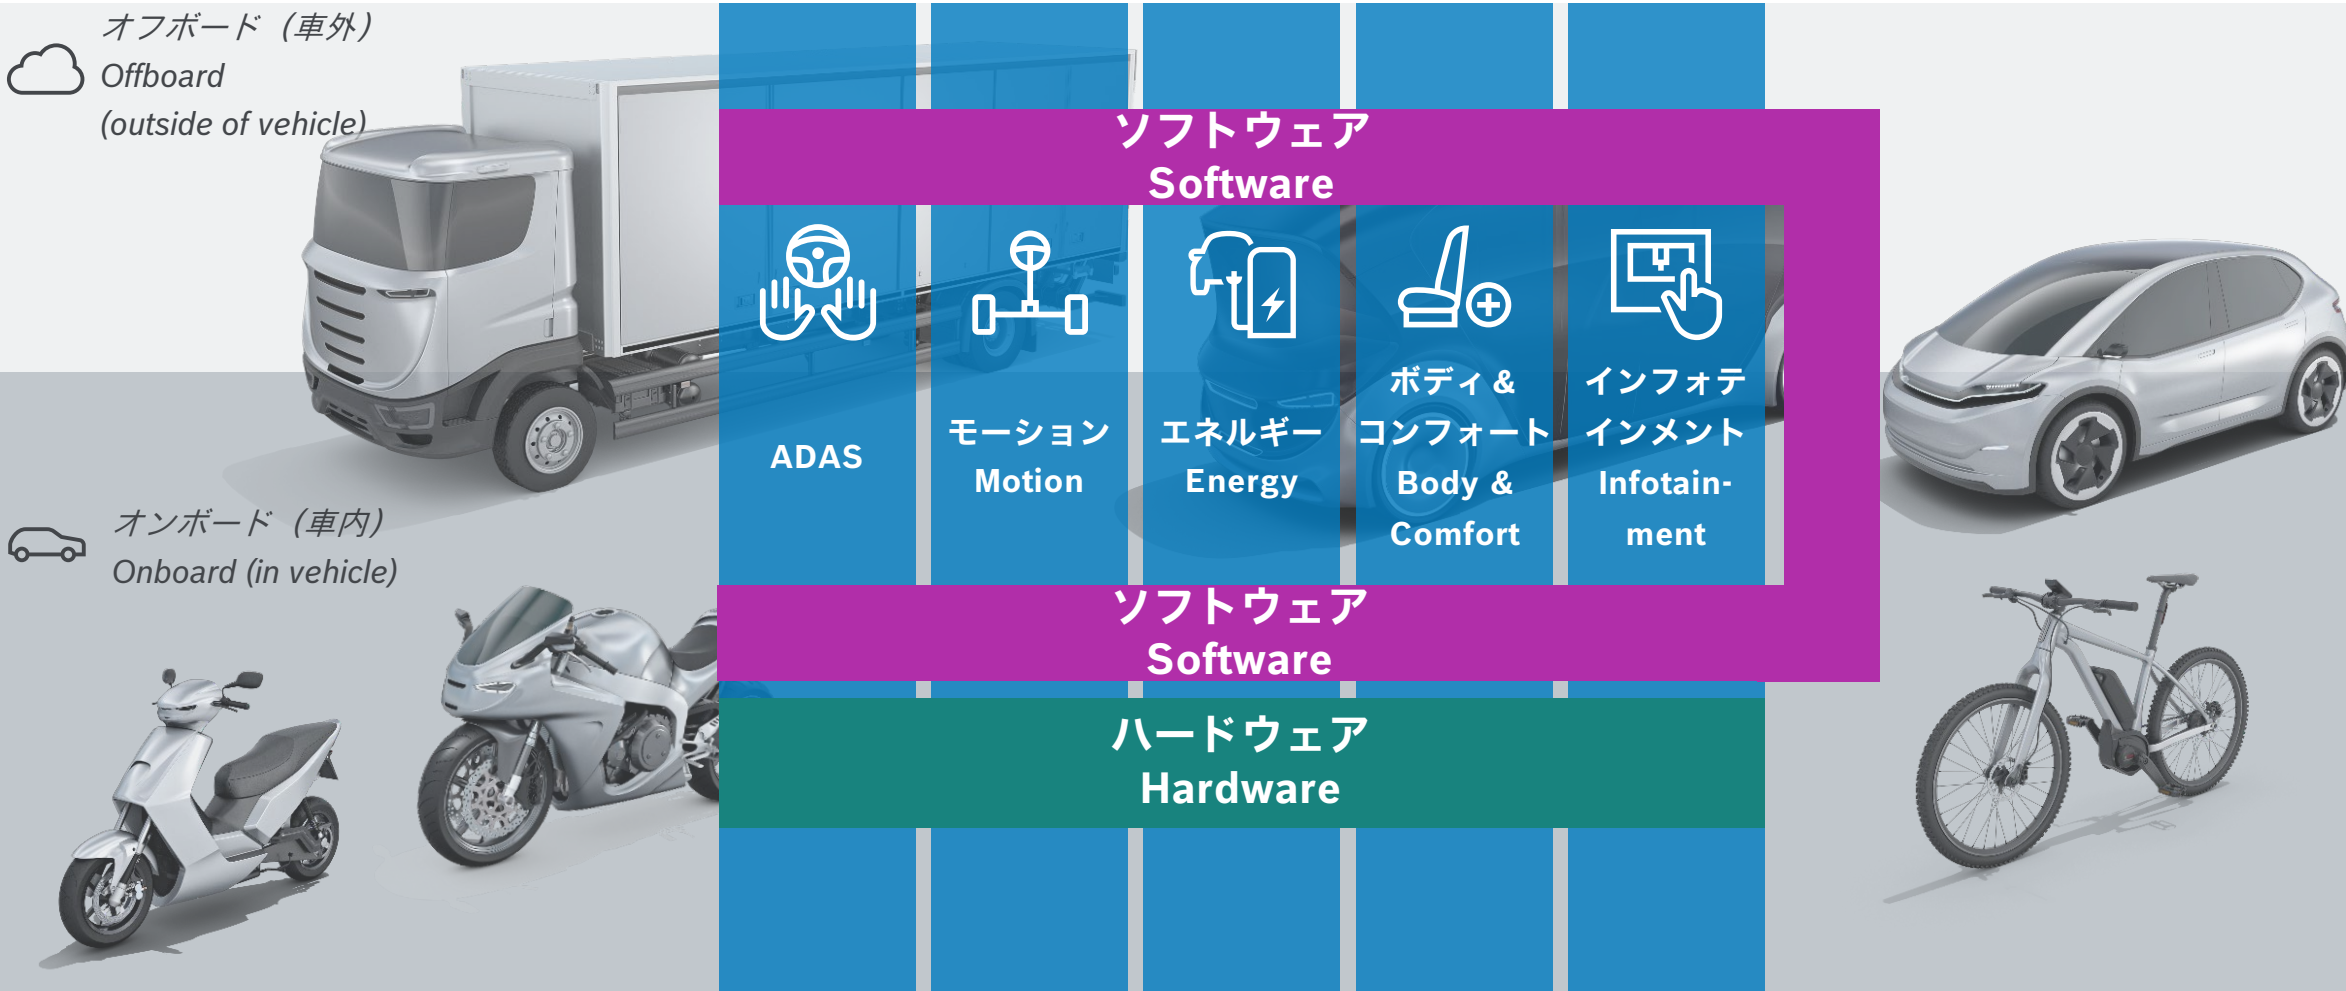 オフボード（車外）
Offboard
(outside of vehicle)
ソフトウェア
Software
ADAS
モーション
Motion
エネルギー
Energy
ボディ&
コンフォート
Body &
Comfort
インフォテ
インメント
Infotain-
ment
オンボード（車内）
Onboard (in vehicle)
ソフトウェア
Software
ハードウェア
Hardware